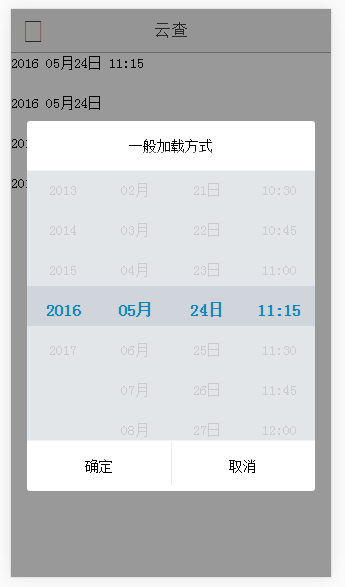 云查
2016 05月24日 11:15
2016 05月24日
一般加载方式
2013 02月 21日 10:30
2014 03月 22日 10:45
2015 04月 23日 11:00
2016 05月 24日 11:15
2017 06月 25日 11:30
07月 26日 11:45
08月 27日 12:00
确定 取消